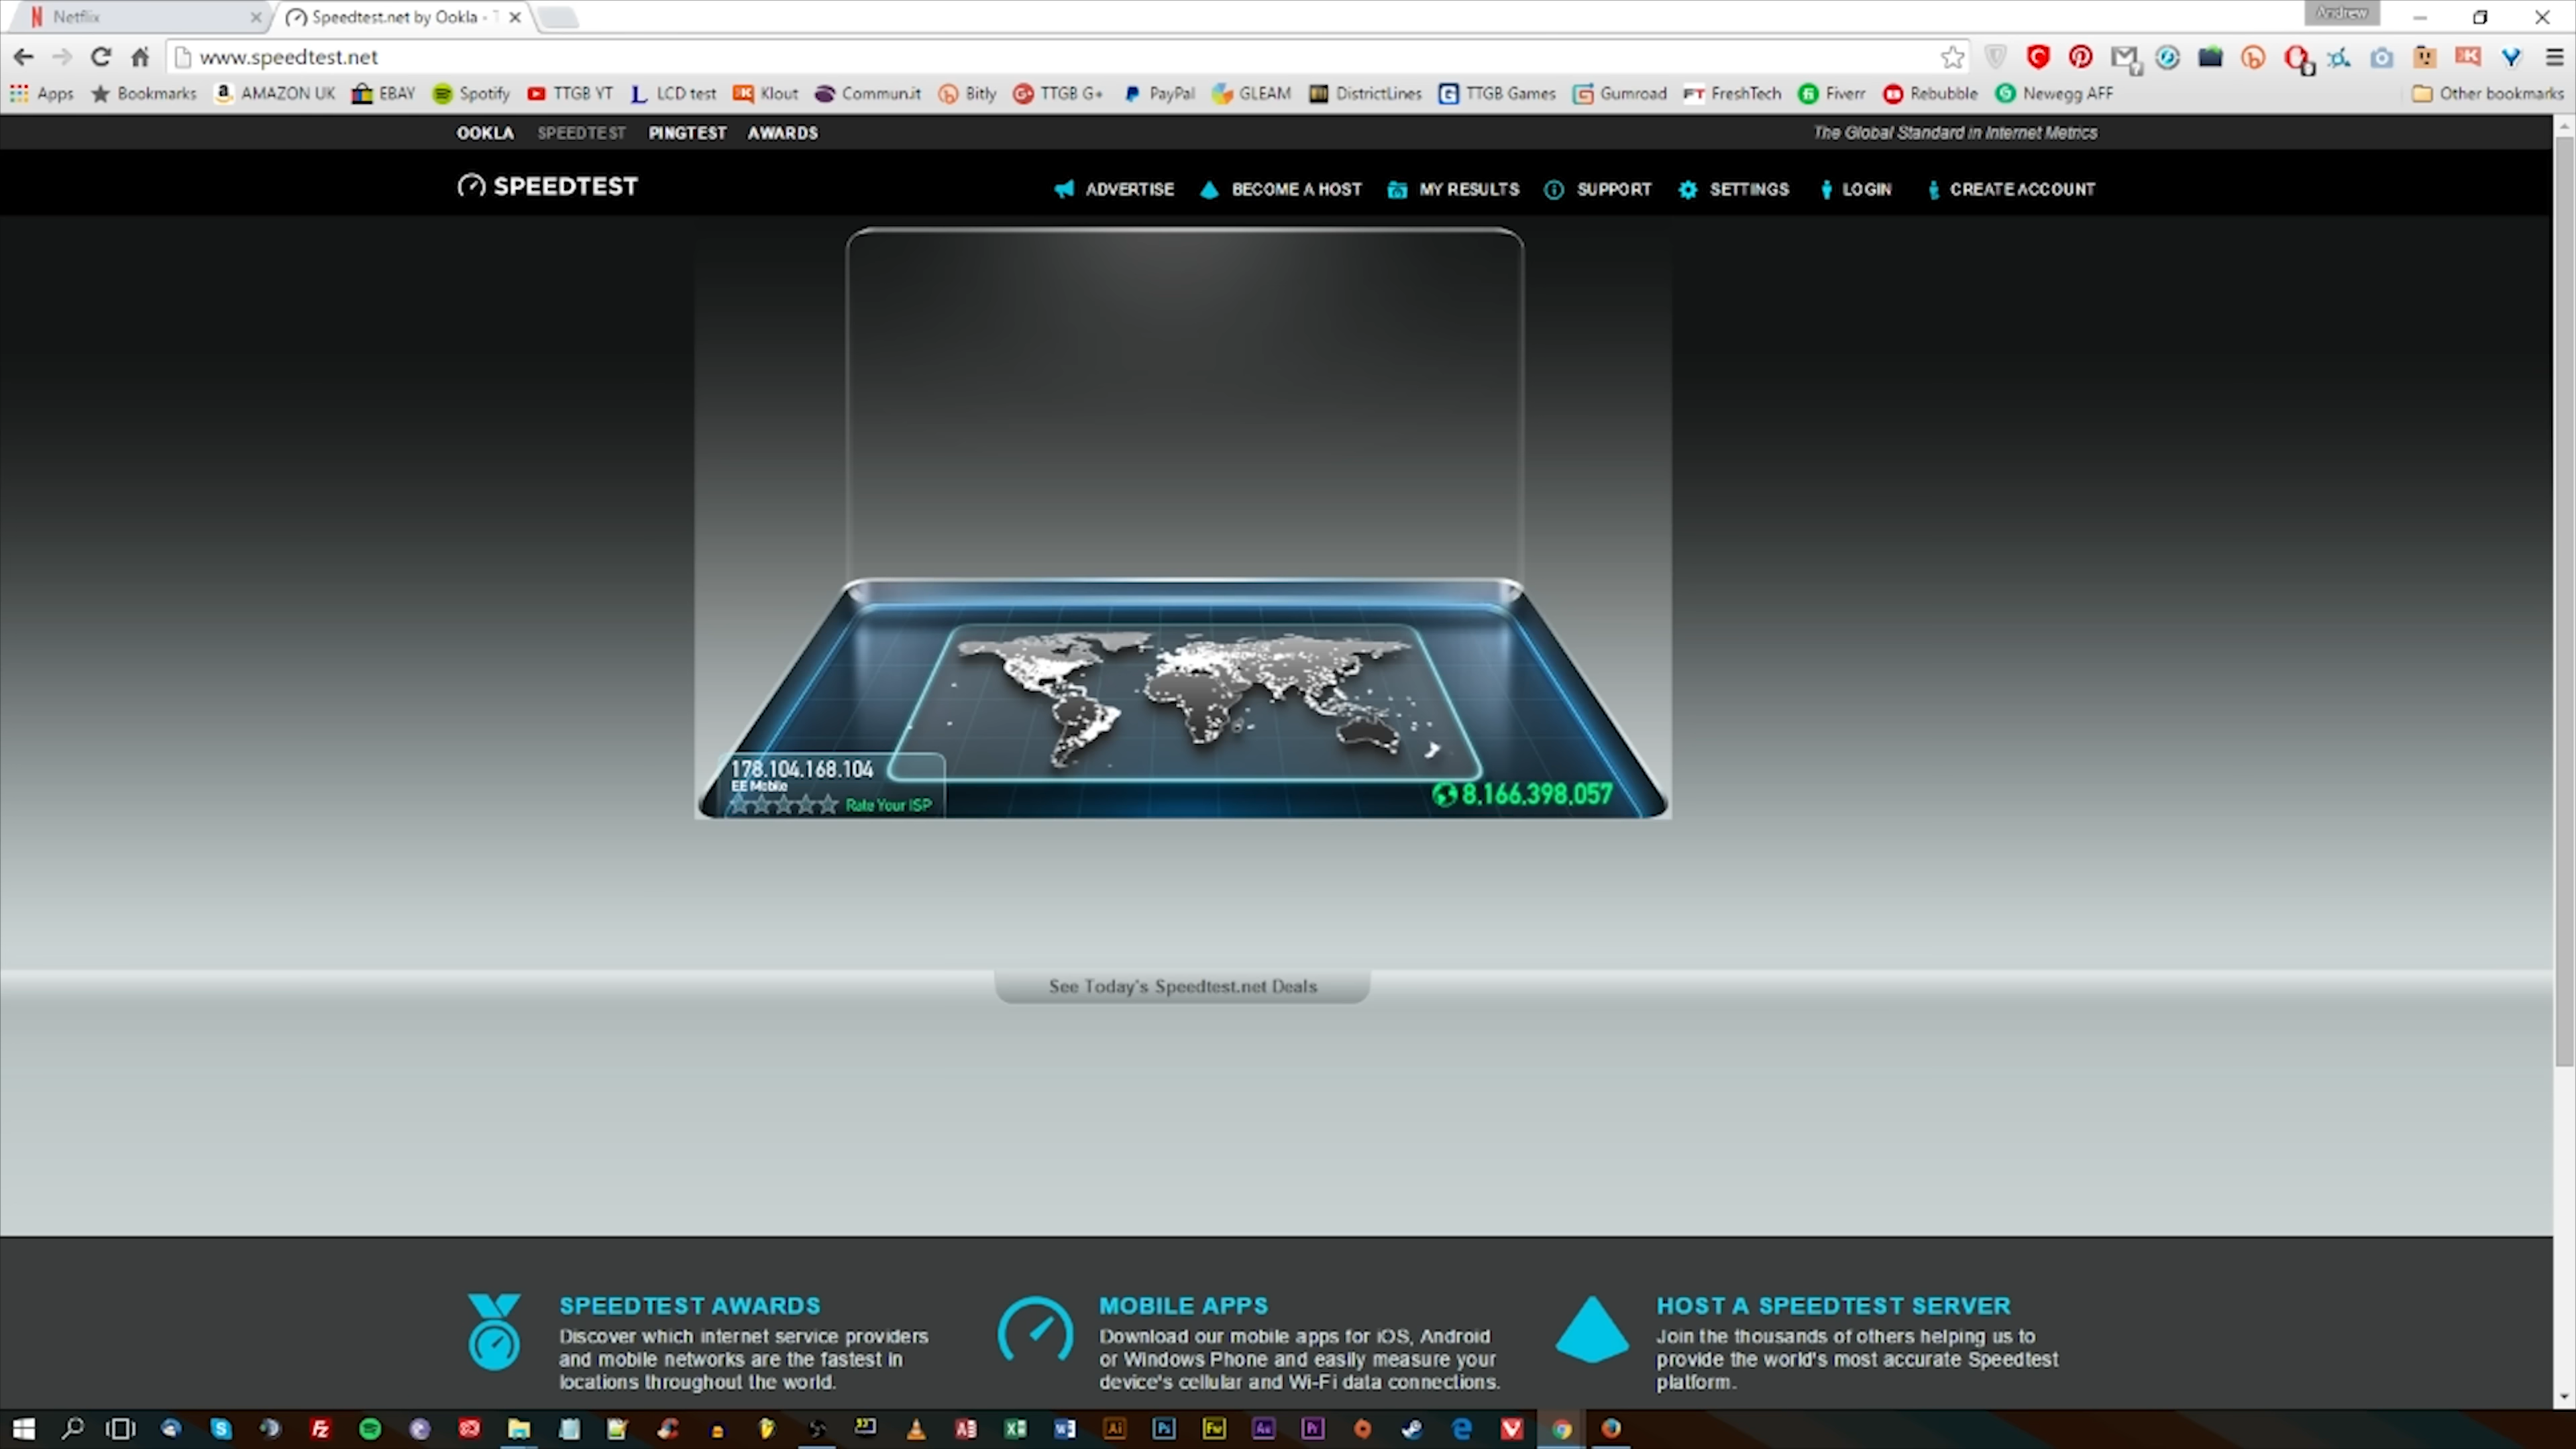 Netflix
Speedtest.net by Ookla - T
Andrew
www.speedtest.net
Apps Bookmarks AMAZON UK EBAY Spotify TTGB YT LCD test Klout Commun.it Bitly TTGB G+ PayPal GLEAM DistrictLines TTGB Games Gumroad FreshTech Fiverr Rebubble Newegg AFF Other bookmarks
OOKLA SPEEDTEST PINGTEST AWARDS
The Global Standard in Internet Metrics
SPEEDTEST
ADVERTISE BECOME A HOST MY RESULTS SUPPORT SETTINGS LOGIN CREATE ACCOUNT
178.104.168.104
EE Mobile
Rate Your ISP
8,166,398,057
See Today's Speedtest.net Deals
SPEEDTEST AWARDS
Discover which internet service providers
and mobile networks are the fastest in
locations throughout the world.
MOBILE APPS
Download our mobile apps for iOS, Android
or Windows Phone and easily measure your
device's cellular and Wi-Fi data connections.
HOST A SPEEDTEST SERVER
Join the thousands of others helping us to
provide the world's most accurate Speedtest
platform.